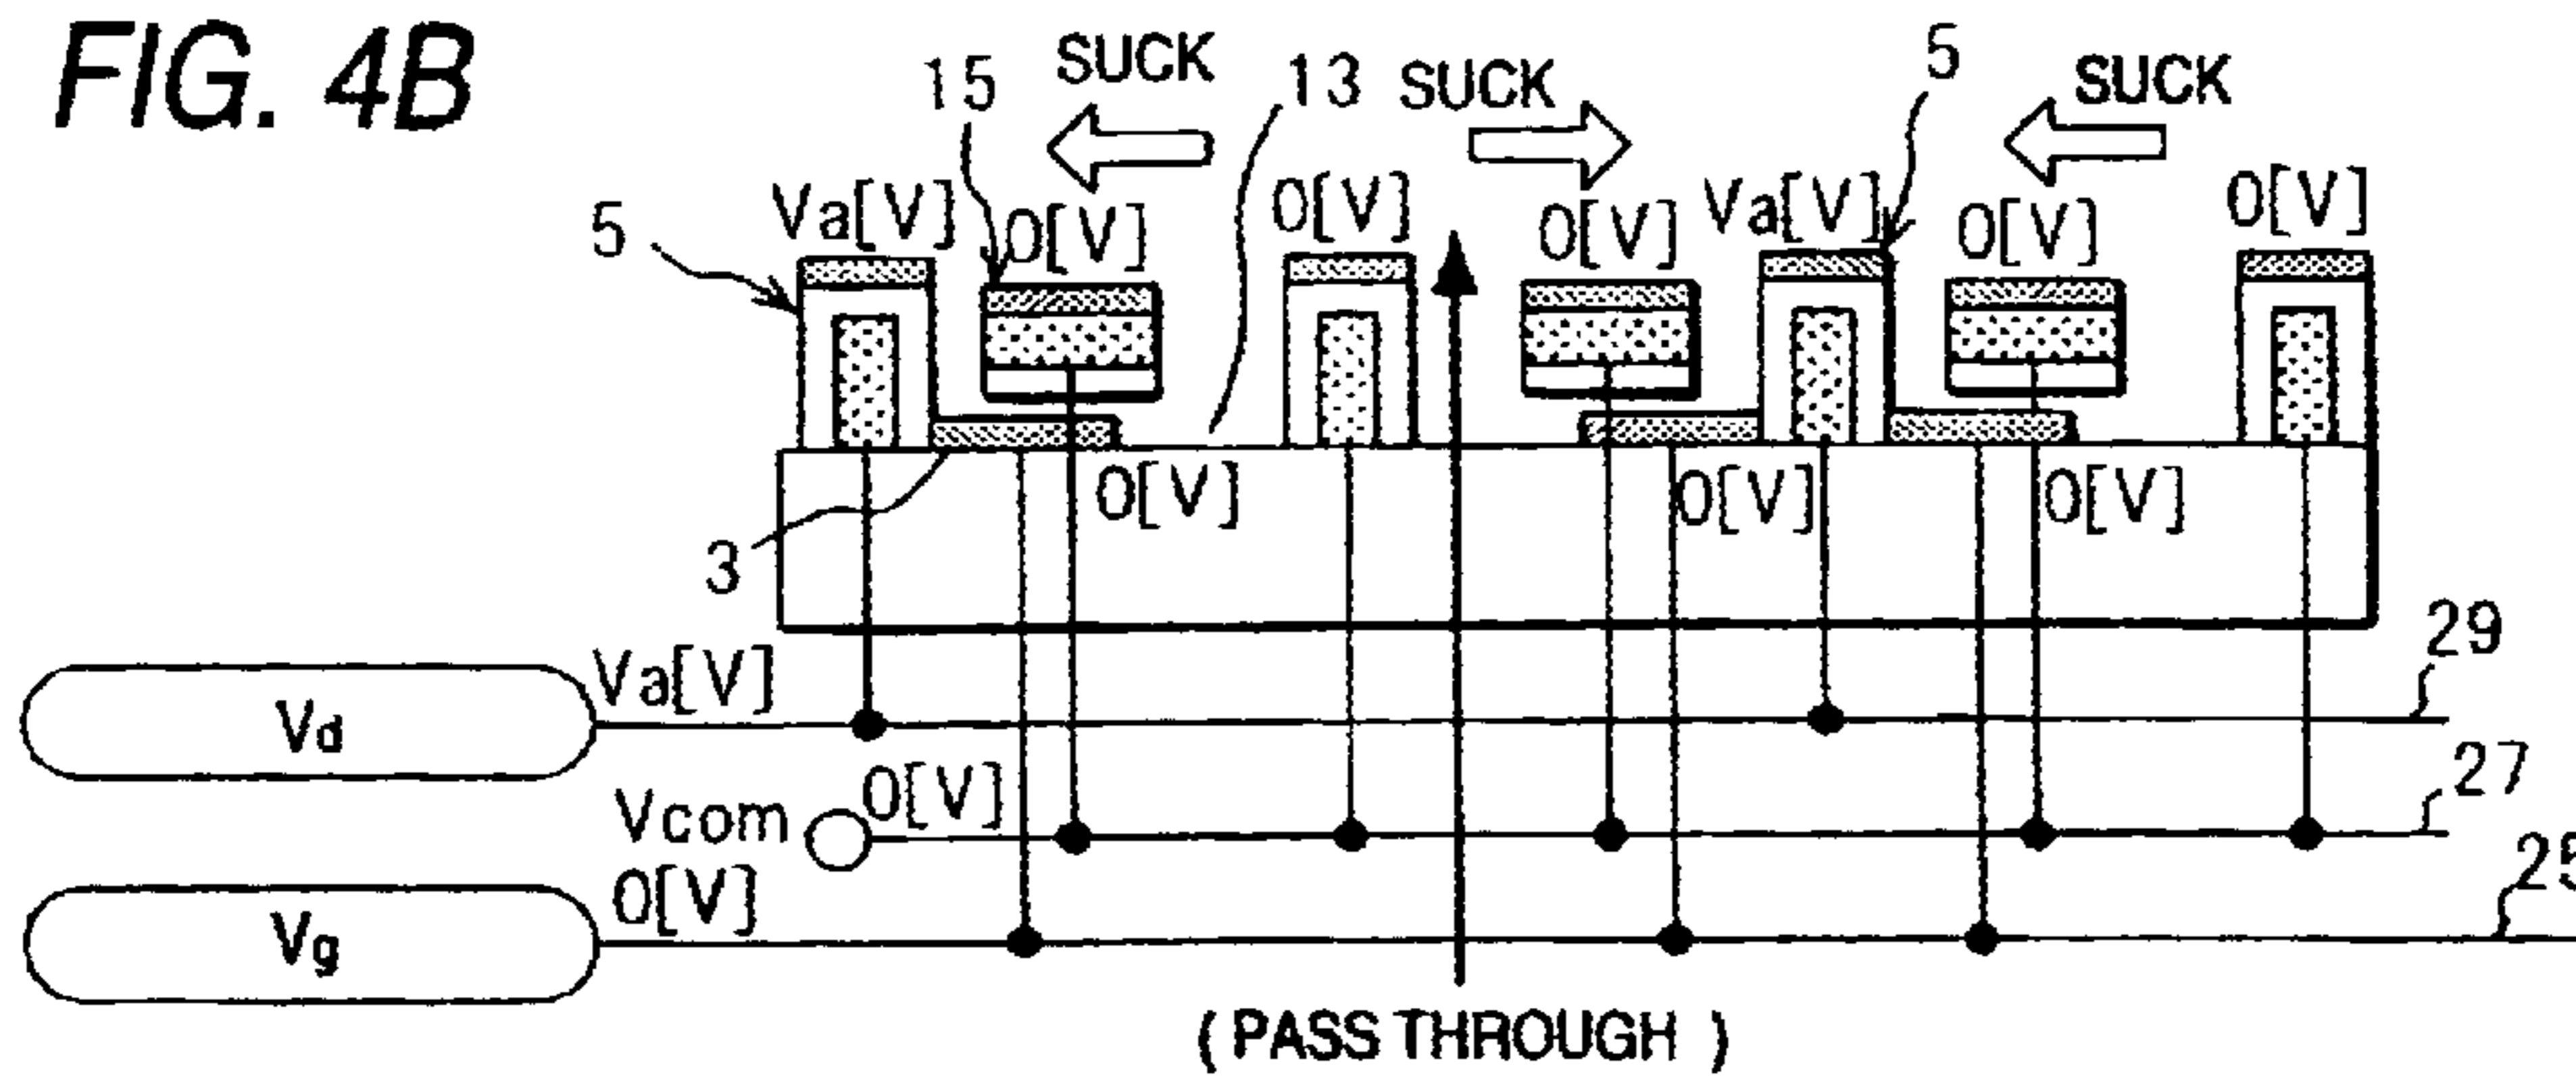 FIG. 4B
SUCK
SUCK
SUCK
15
13
5
5
Va[V]
0[V]
0[V]
0[V]
Va[V]
0[V]
0[V]
3
0[V]
0[V]
0[V]
Vd
Va[V]
29
Vcom
0[V]
27
Vg
0[V]
25
( PASS THROUGH )